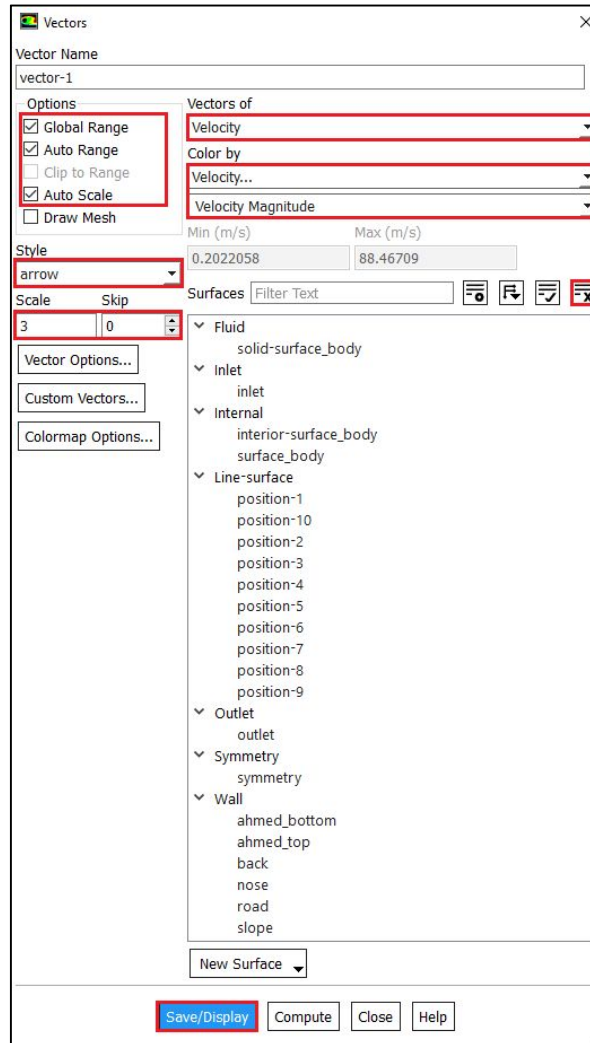 Vectors
Vector Name
vector-1
Options
Global Range
Auto Range
Clip to Range
Auto Scale
Draw Mesh
Style
arrow
Scale Skip
3 0
Vector Options...
Custom Vectors...
Colormap Options...
Vectors of
Velocity
Color by
Velocity...
Velocity Magnitude
Min (m/s) Max (m/s)
0.2022058 88.46709
Surfaces Filter Text
Fluid
solid-surface_body
Inlet
inlet
Internal
interior-surface_body
surface_body
Line-surface
position-1
position-10
position-2
position-3
position-4
position-5
position-6
position-7
position-8
position-9
Outlet
outlet
Symmetry
symmetry
Wall
ahmed_bottom
ahmed_top
back
nose
road
slope
New Surface
Save/Display Compute Close Help